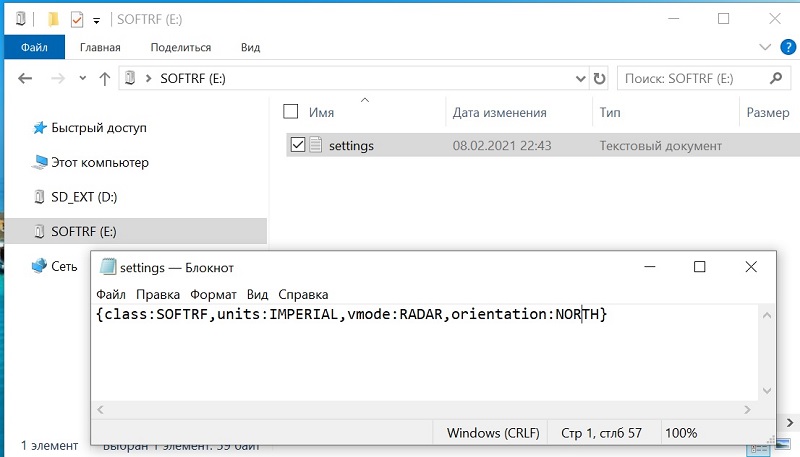 SOFTRF (E:)
Файл Главная Поделиться Вид
SOFTRF (E:) Поиск: SOFTRF (E:)
Имя Дата изменения Тип Размер
Быстрый доступ
settings 08.02.2021 22:43 Текстовый документ
Этот компьютер
SD_EXT (D:)
SOFTRF (E:)
Сеть
settings — Блокнот
Файл Правка Формат Вид Справка
{class:SOFTRF,units:IMPERIAL,vmode:RADAR,orientation:NORTH}
Windows (CRLF) Стр 1, стлб 57 100%
1 элемент Выбран 1 элемент: 59 байт